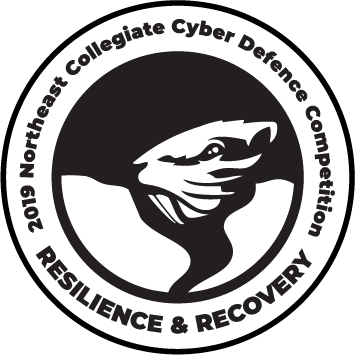 2019 Northeast Collegiate Cyber Defence Competition
RESILIENCE & RECOVERY